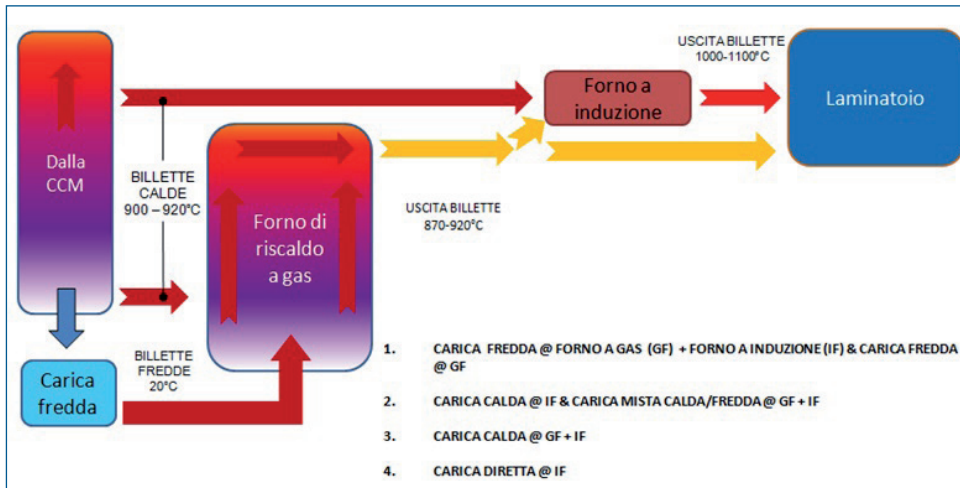 Dalla
CCM
BILLETTE
CALDE
900 – 920°C
Forno di
riscaldo
a gas
USCITA BILLETTE
870-920°C
Forno a
induzione
USCITA BILLETTE
1000-1100°C
Laminatoio
Carica
fredda
BILLETTE
FREDDE
20°C
1. CARICA FREDDA @ FORNO A GAS (GF) + FORNO A INDUZIONE (IF) & CARICA FREDDA
@ GF
2. CARICA CALDA @ IF & CARICA MISTA CALDA/FREDDA @ GF + IF
3. CARICA CALDA @ GF + IF
4. CARICA DIRETTA @ IF